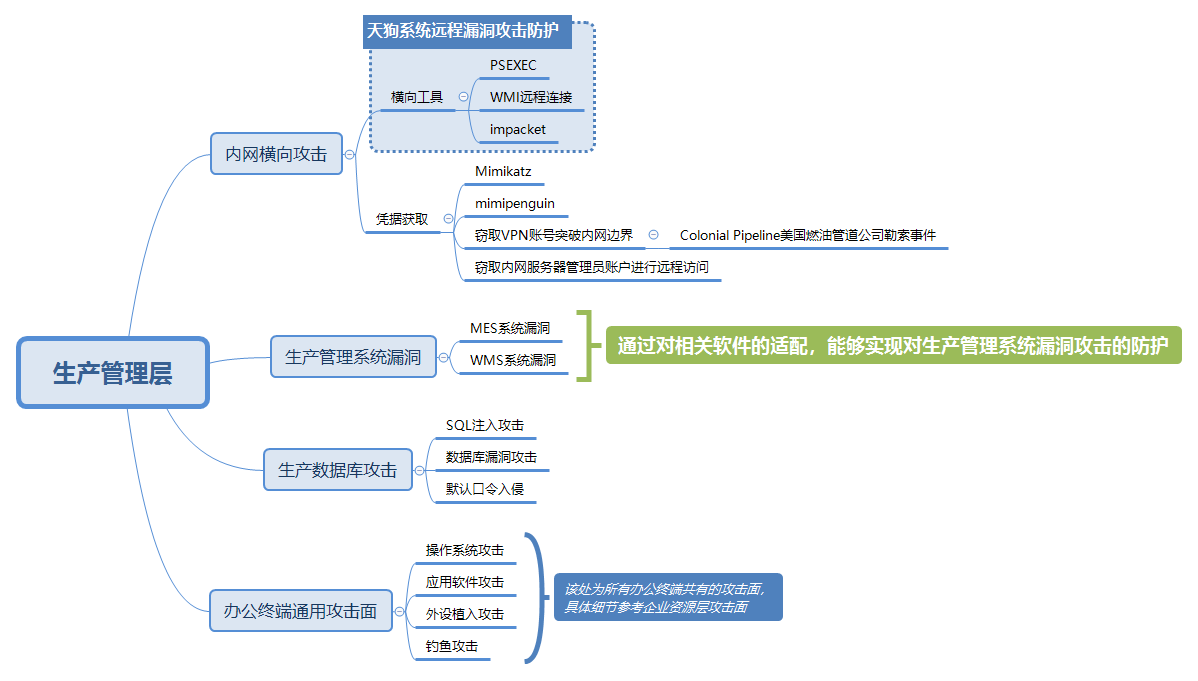 天狗系统远程漏洞攻击防护
PSEXEC
横向工具
WMI远程连接
impacket
内网横向攻击
Mimikatz
mimipenguin
凭据获取
窃取VPN账号突破内网边界
Colonial Pipeline美国燃油管道公司勒索事件
窃取内网服务器管理员账户进行远程访问
生产管理层
生产管理系统漏洞
MES系统漏洞
WMS系统漏洞
通过对相关软件的适配，能够实现对生产管理系统漏洞攻击的防护
生产数据库攻击
SQL注入攻击
数据库漏洞攻击
默认口令入侵
办公终端通用攻击面
操作系统攻击
应用软件攻击
外设植入攻击
钓鱼攻击
该处为所有办公终端共有的攻击面，
具体细节参考企业资源层攻击面